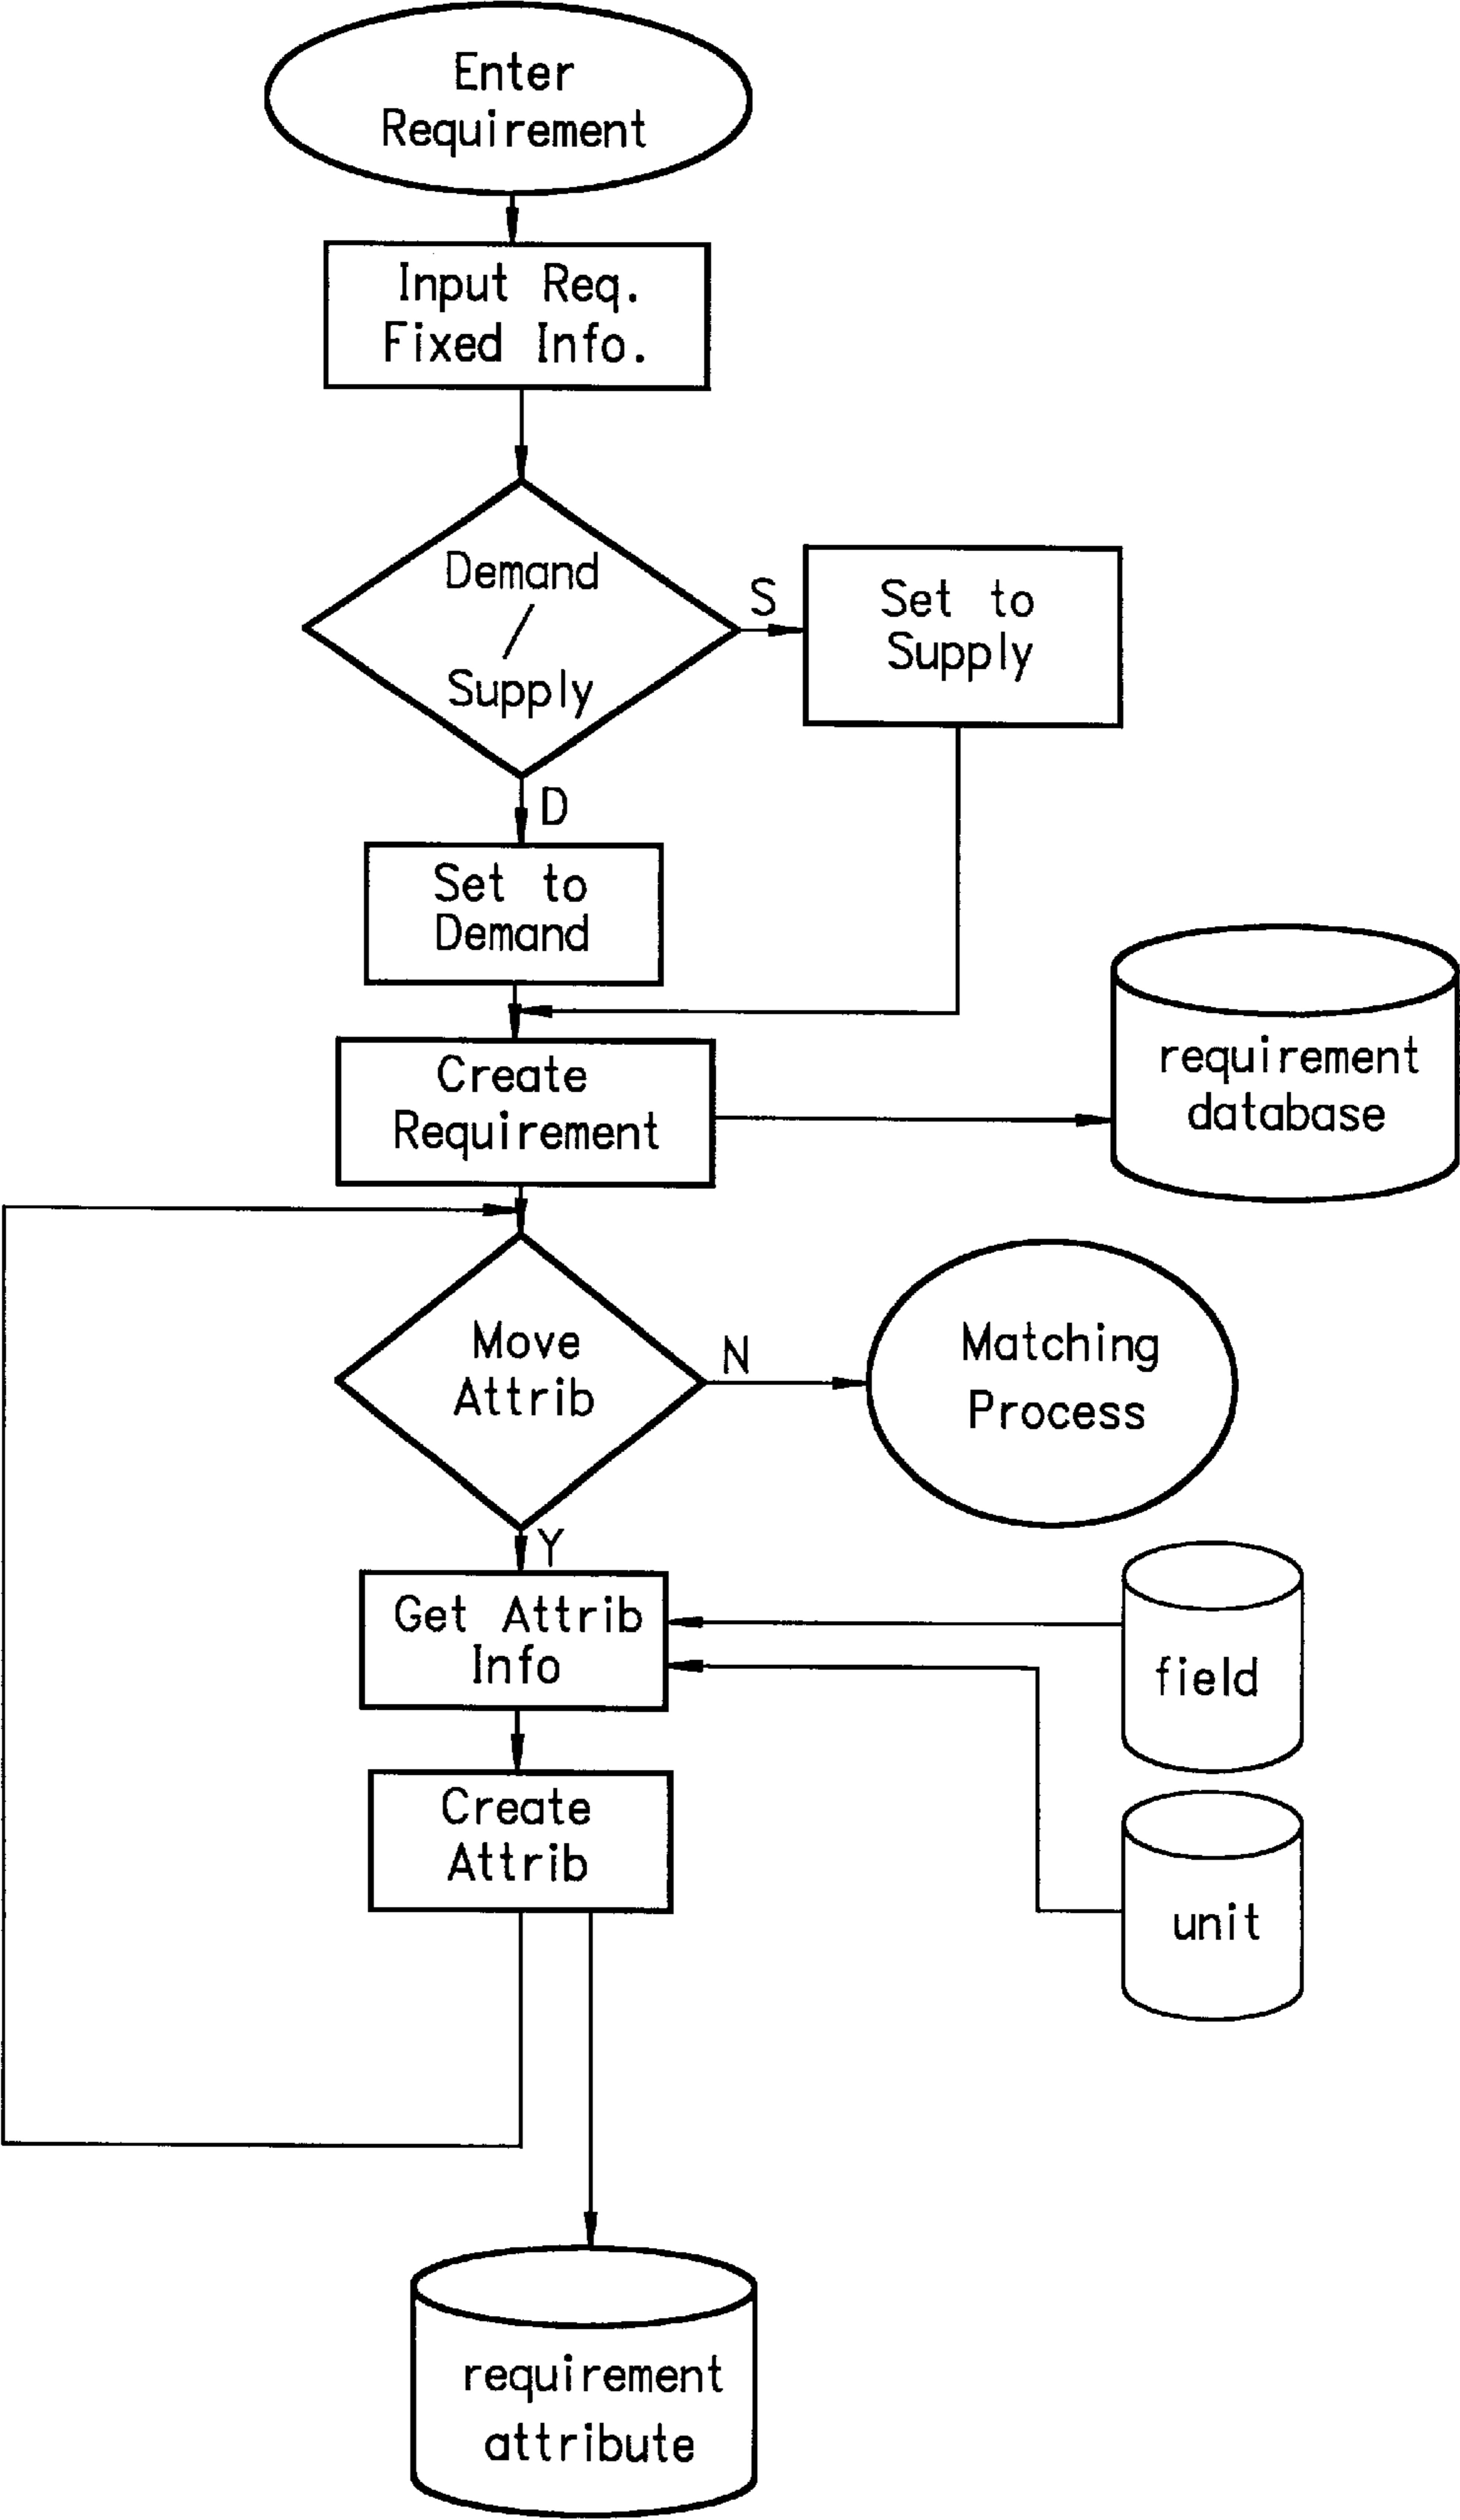 Enter
Requirement
Input Req.
Fixed Info.
Demand
/
Supply
S
Set to
Supply
D
Set to
Demand
Create
Requirement
requirement
database
Move
Attrib
N
Matching
Process
Y
Get Attrib
Info
field
Create
Attrib
unit
requirement
attribute